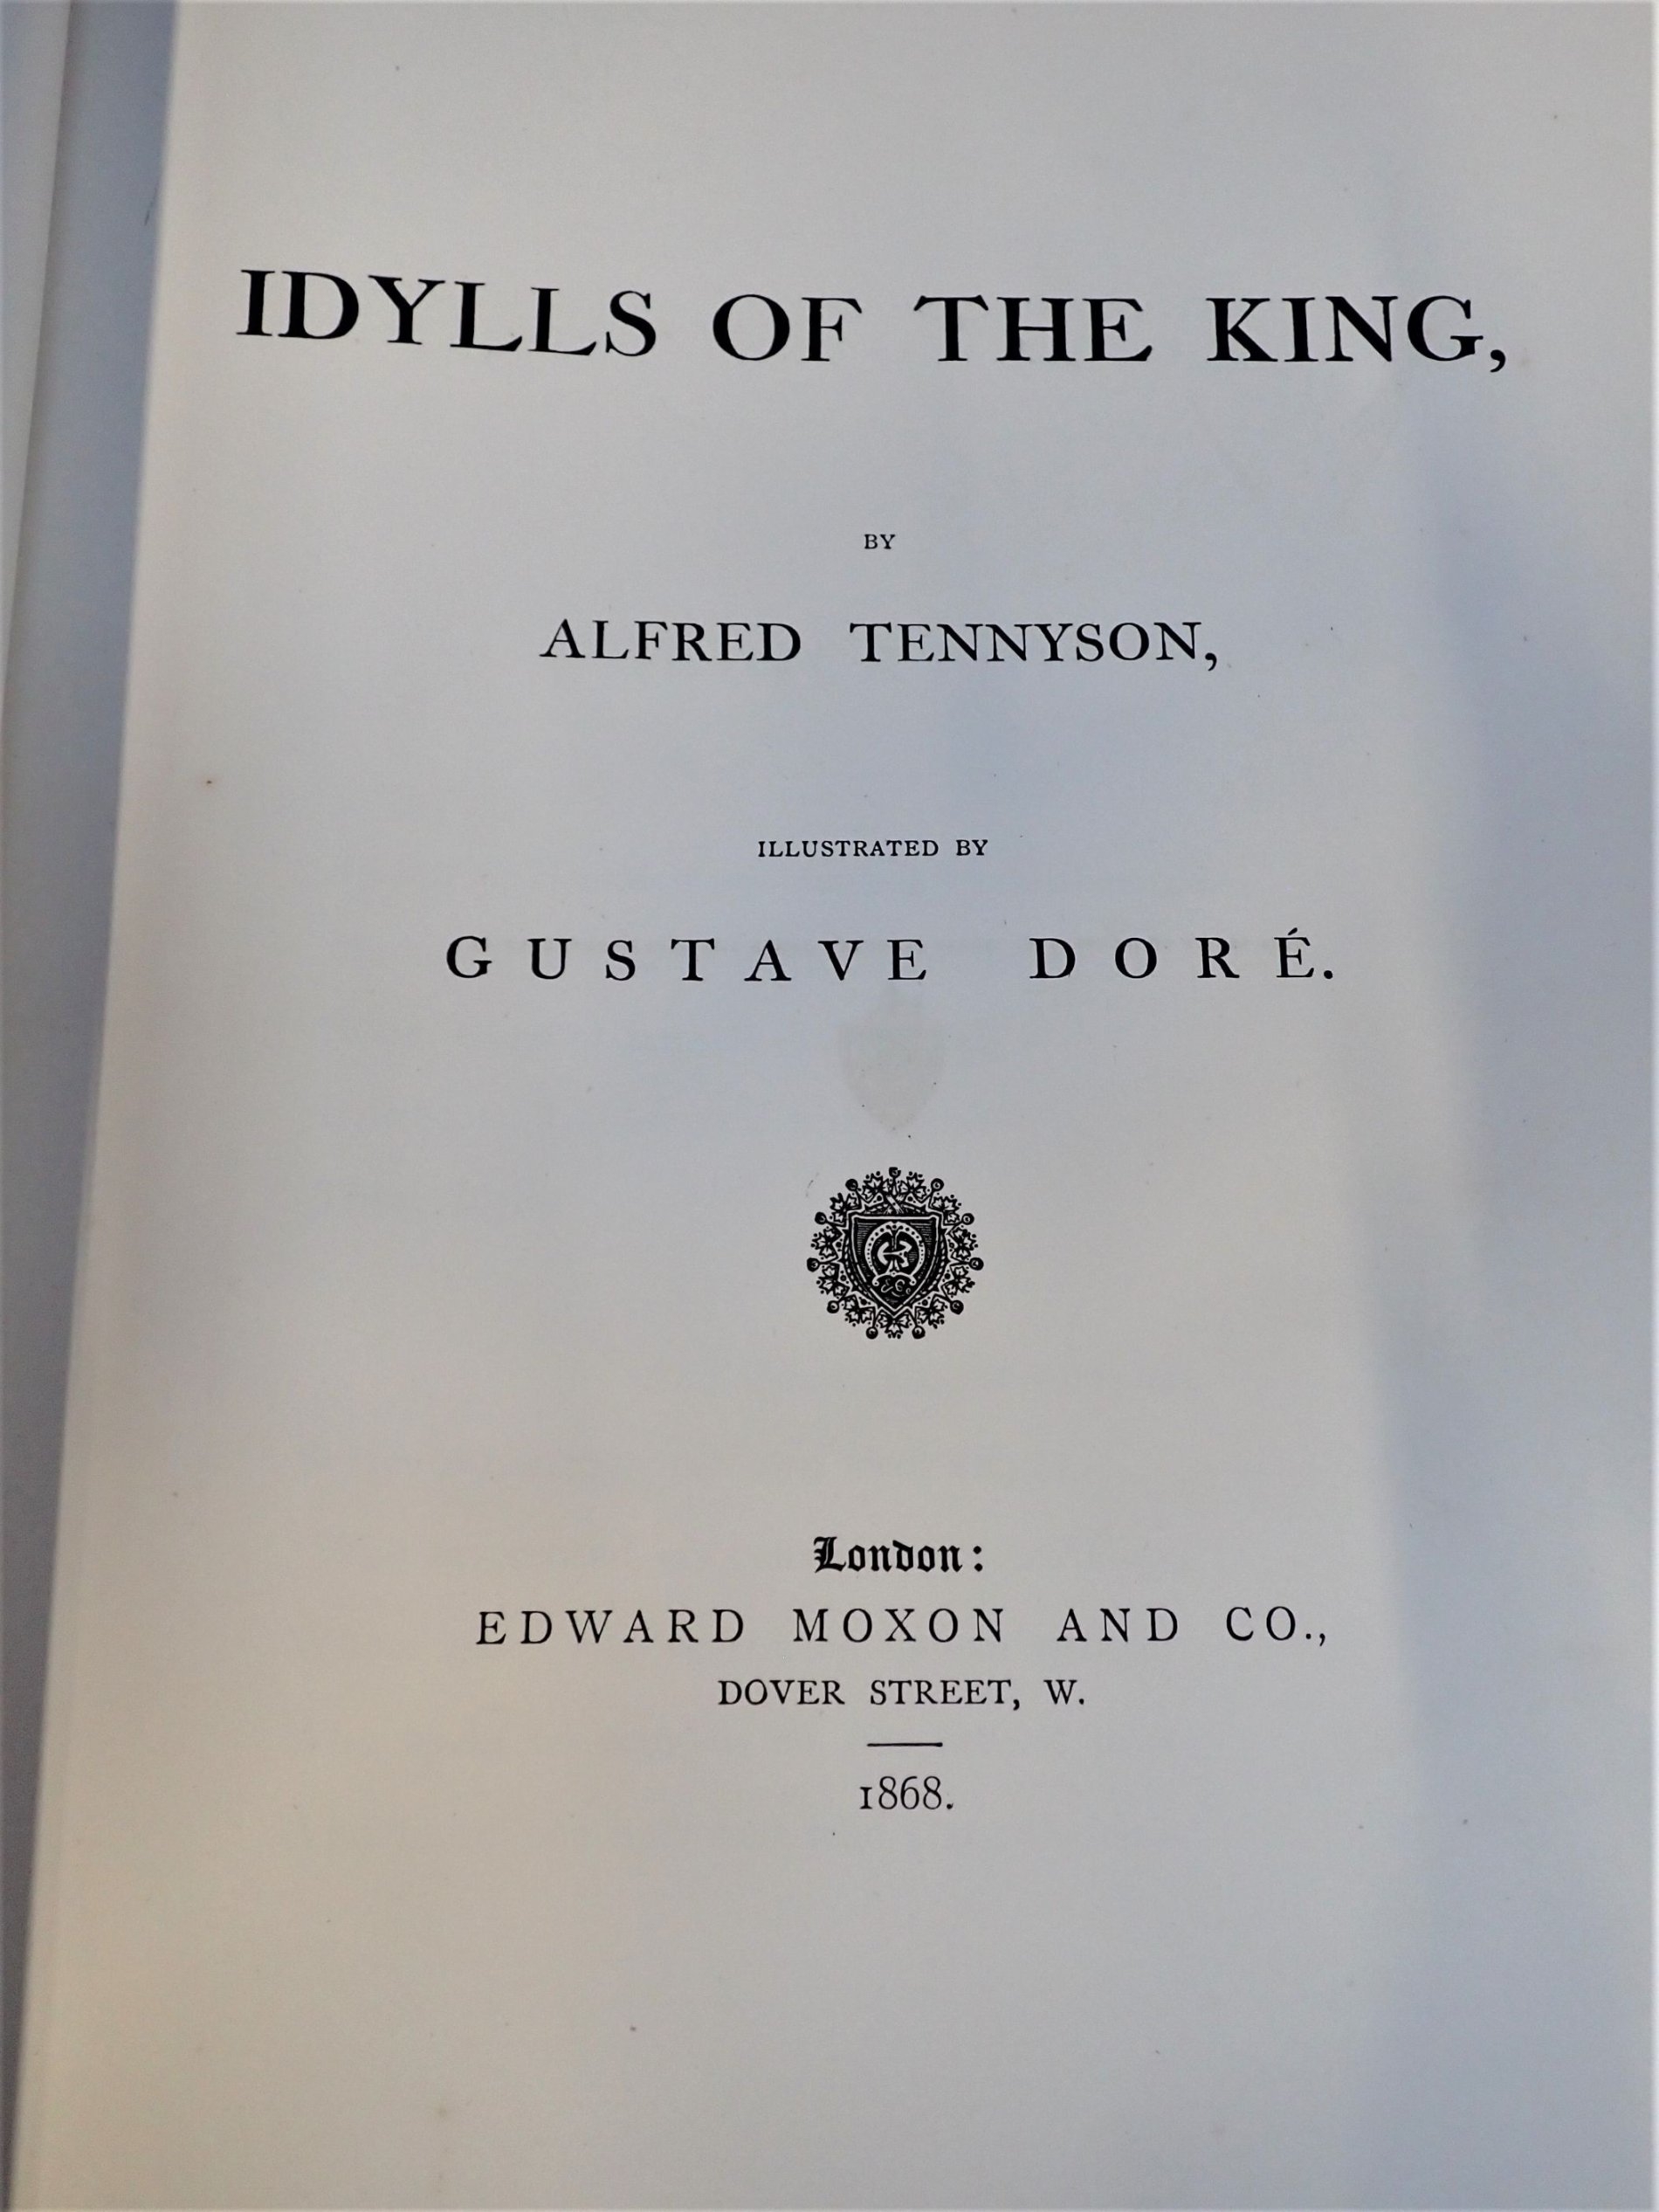 IDYLLS OF THE KING,
BY
ALFRED TENNYSON,
ILLUSTRATED BY
GUSTAVE DORÉ.
London:
EDWARD MOXON AND CO.,
DOVER STREET, W.
1868.